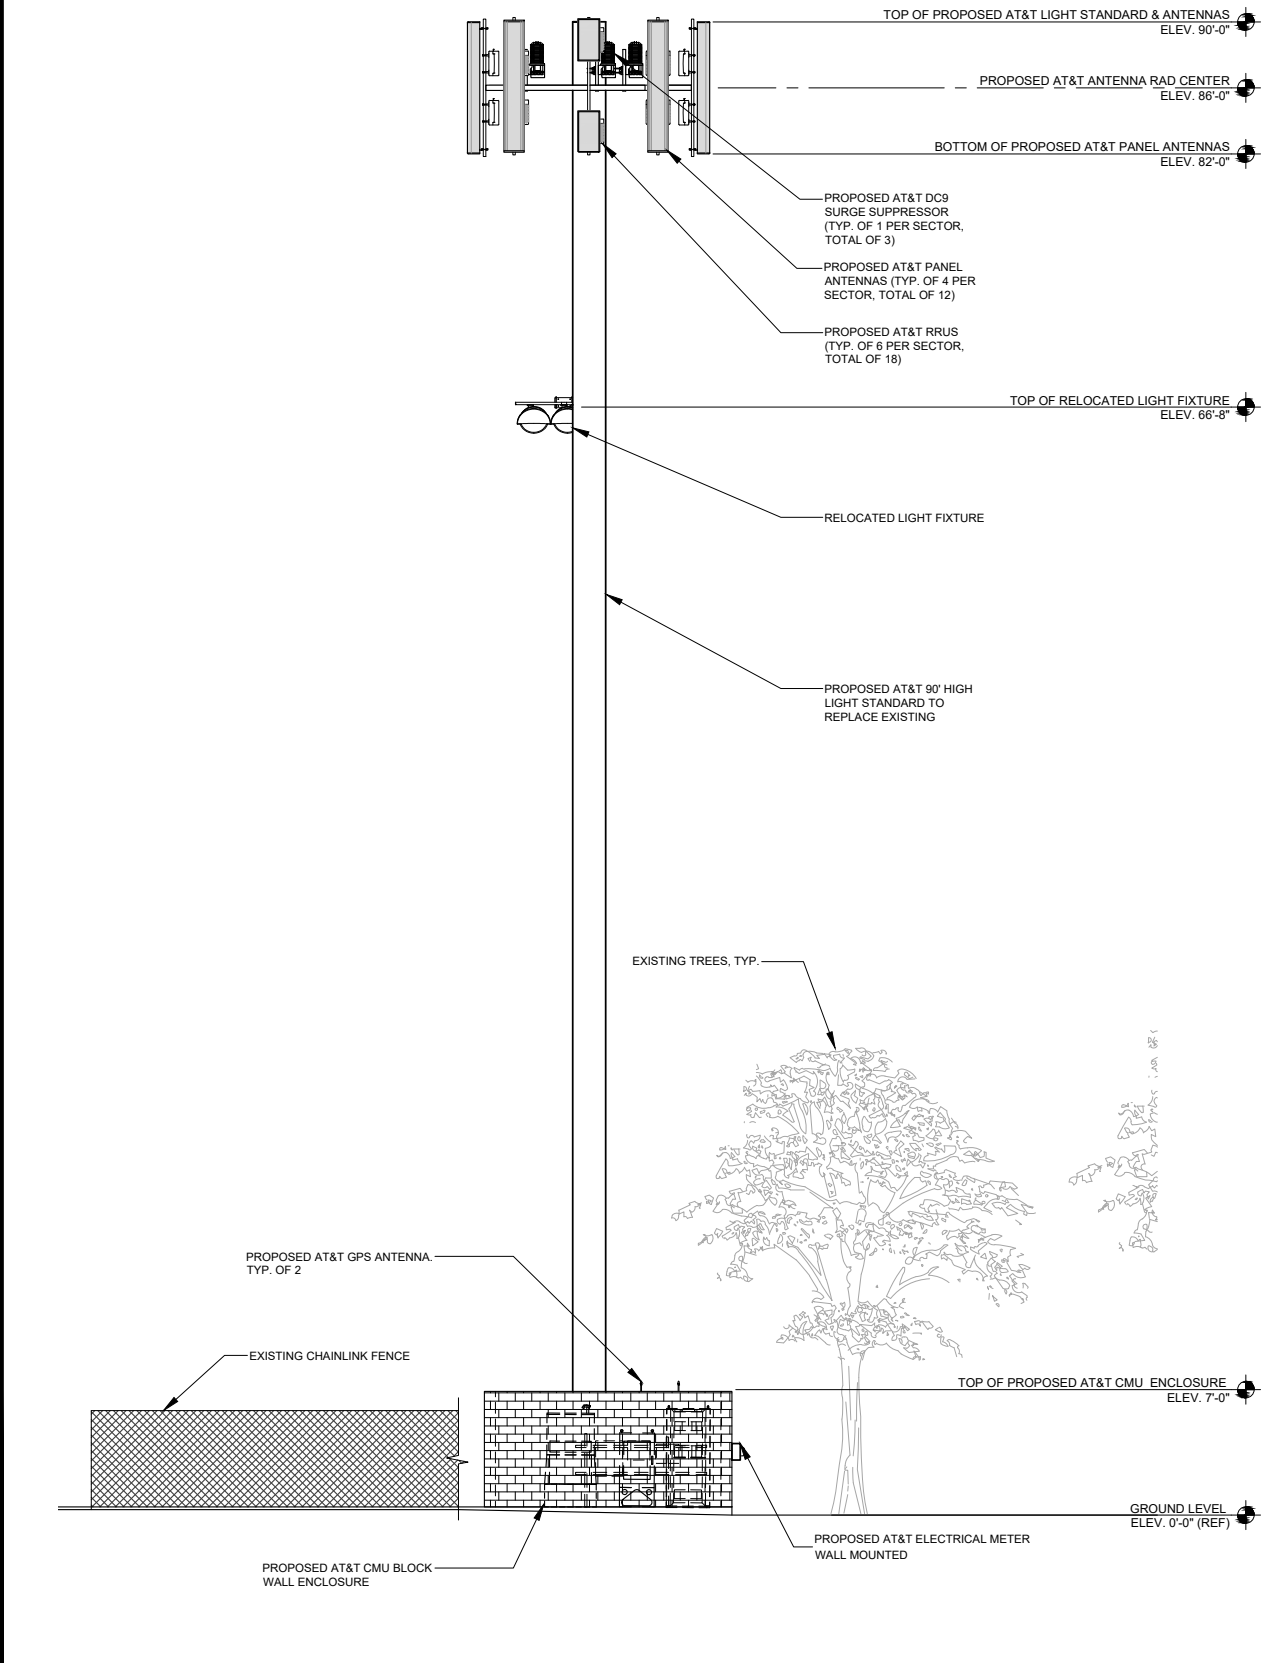 TOP OF PROPOSED AT&T LIGHT STANDARD & ANTENNAS
ELEV. 90'-0"
PROPOSED AT&T ANTENNA RAD CENTER
ELEV. 86'-0"
BOTTOM OF PROPOSED AT&T PANEL ANTENNAS
ELEV. 82'-0"
PROPOSED AT&T DC9
SURGE SUPPRESSOR
(TYP. OF 1 PER SECTOR,
TOTAL OF 3)
PROPOSED AT&T PANEL
ANTENNAS (TYP. OF 4 PER
SECTOR, TOTAL OF 12)
PROPOSED AT&T RRUS
(TYP. OF 6 PER SECTOR,
TOTAL OF 18)
TOP OF RELOCATED LIGHT FIXTURE
ELEV. 66'-8"
RELOCATED LIGHT FIXTURE
PROPOSED AT&T 90' HIGH
LIGHT STANDARD TO
REPLACE EXISTING
EXISTING TREES, TYP.
PROPOSED AT&T GPS ANTENNA.
TYP. OF 2
EXISTING CHAINLINK FENCE
TOP OF PROPOSED AT&T CMU ENCLOSURE
ELEV. 7'-0"
GROUND LEVEL
ELEV. 0'-0" (REF)
PROPOSED AT&T ELECTRICAL METER
WALL MOUNTED
PROPOSED AT&T CMU BLOCK
WALL ENCLOSURE